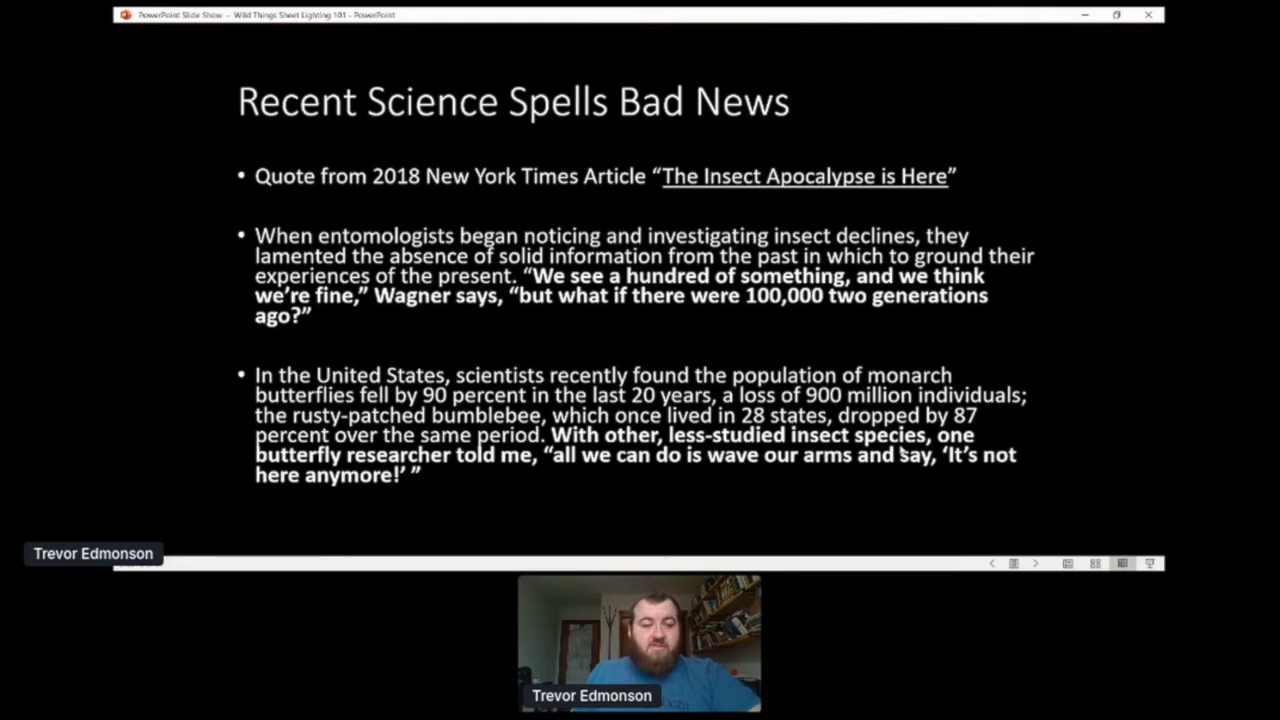 PowerPoint Slide Show - Wild Things Sheet Lighting 101 - PowerPoint
Recent Science Spells Bad News
• Quote from 2018 New York Times Article “The Insect Apocalypse is Here”
• When entomologists began noticing and investigating insect declines, they
lamented the absence of solid information from the past in which to ground their
experiences of the present. “We see a hundred of something, and we think
we’re fine,” Wagner says, “but what if there were 100,000 two generations
ago?”
• In the United States, scientists recently found the population of monarch
butterflies fell by 90 percent in the last 20 years, a loss of 900 million individuals;
the rusty-patched bumblebee, which once lived in 28 states, dropped by 87
percent over the same period. With other, less-studied insect species, one
butterfly researcher told me, “all we can do is wave our arms and say, ‘It’s not
here anymore!’ ”
Trevor Edmonson
Trevor Edmonson